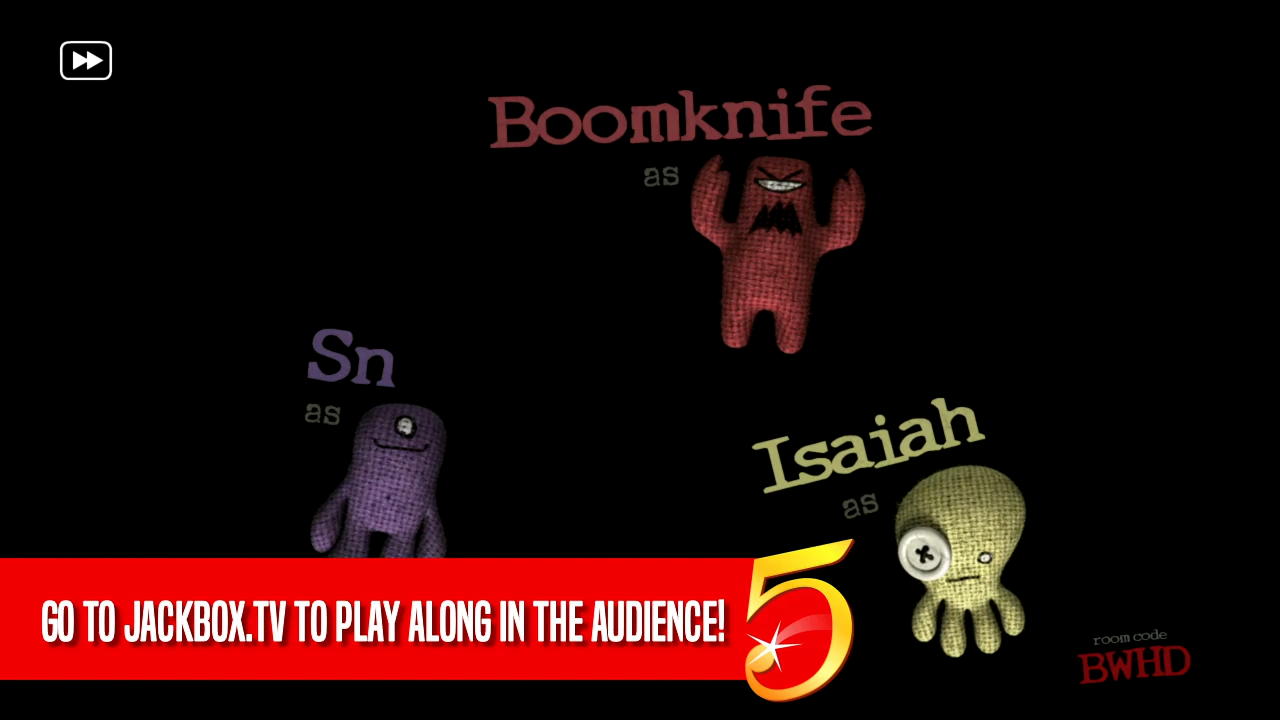 Boomknife
as
Sn
as
Isaiah
as
GO TO JACKBOX.TV TO PLAY ALONG IN THE AUDIENCE!
5
room code
BWHD